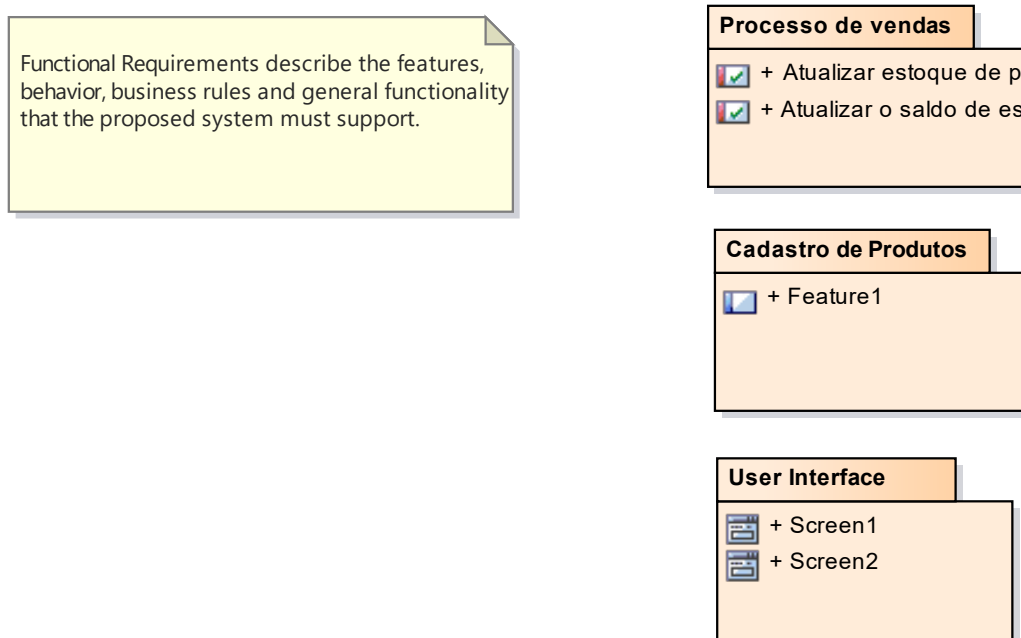 Functional Requirements describe the features,
behavior, business rules and general functionality
that the proposed system must support.
Processo de vendas
+ Atualizar estoque de
+ Atualizar o saldo de
Cadastro de Produtos
+ Feature1
User Interface
+ Screen1
+ Screen2